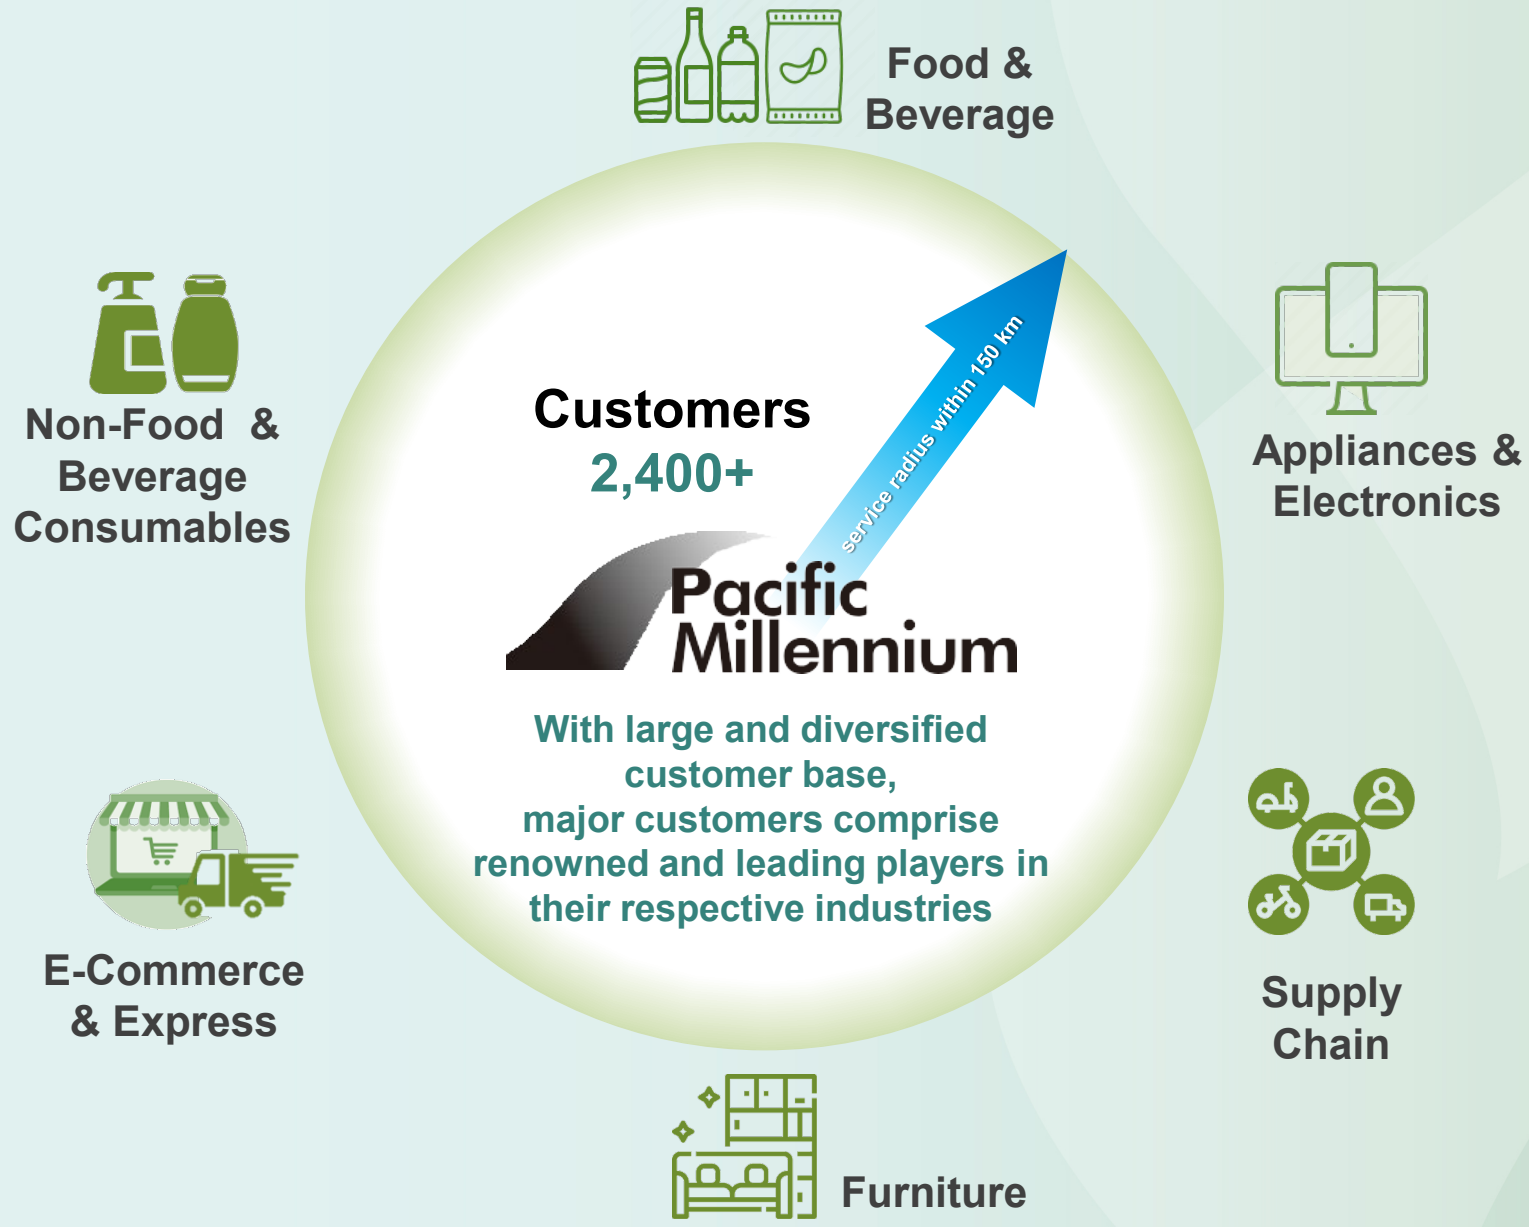 Food &
Beverage
Non-Food &
Beverage
Consumables
Customers
2,400+
service radius within 150 km
Appliances &
Electronics
Pacific
Millennium
With large and diversified
customer base,
major customers comprise
renowned and leading players in
their respective industries
E-Commerce
& Express
Supply
Chain
Furniture